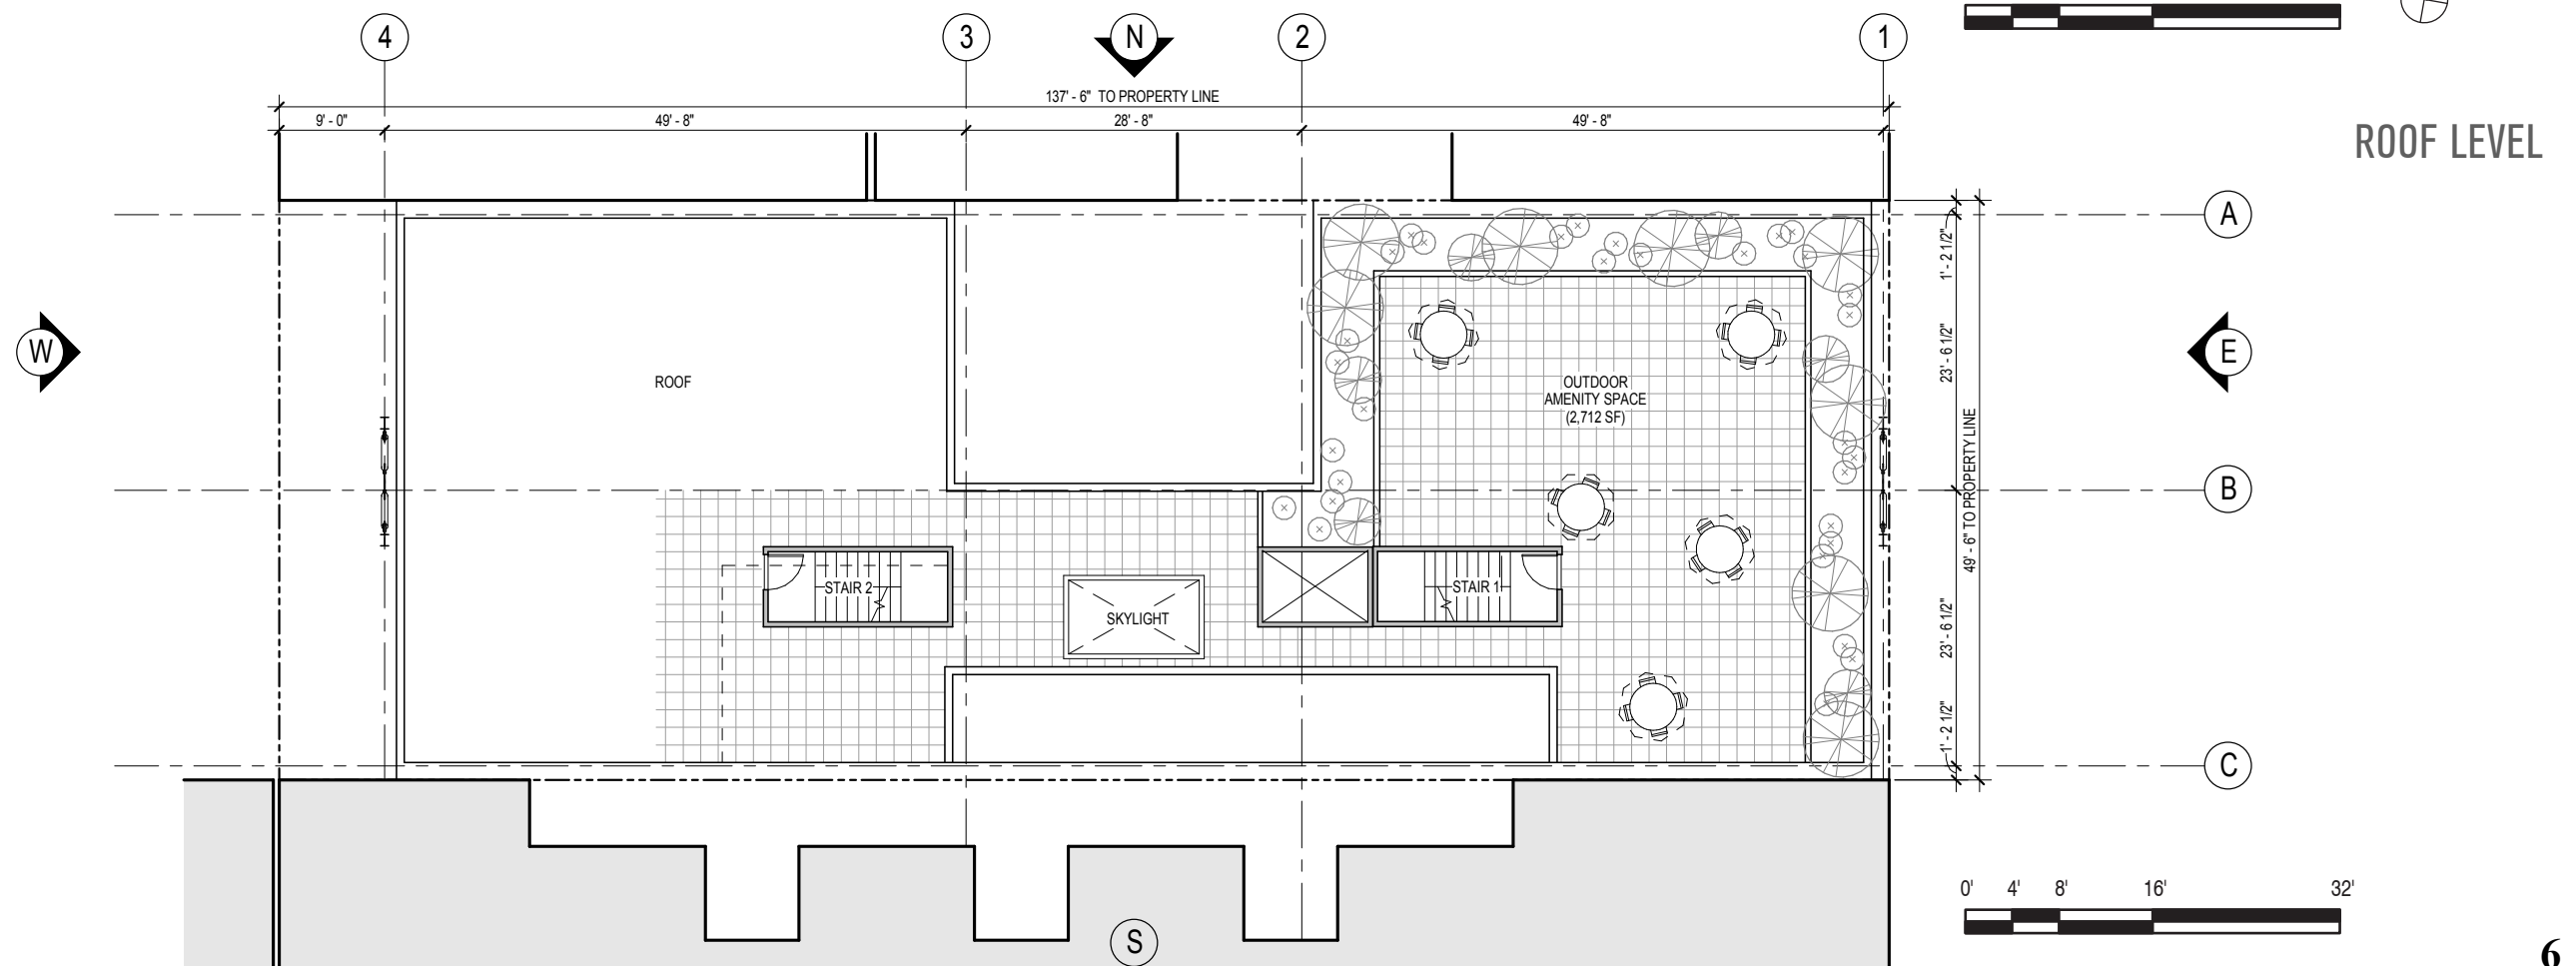 4
3
N
2
1
137' - 6" TO PROPERTY LINE
9' - 0"
49' - 8"
28' - 8"
49' - 8"
ROOF LEVEL
A
1' - 2 1/2"
W
E
23' - 6 1/2"
ROOF
OUTDOOR
AMENITY SPACE
(2,712 SF)
49' - 6" TO PROPERTY LINE
B
STAIR 2
STAIR 1
SKYLIGHT
23' - 6 1/2"
1' - 2 1/2"
C
0' 4' 8' 16' 32'
S
6